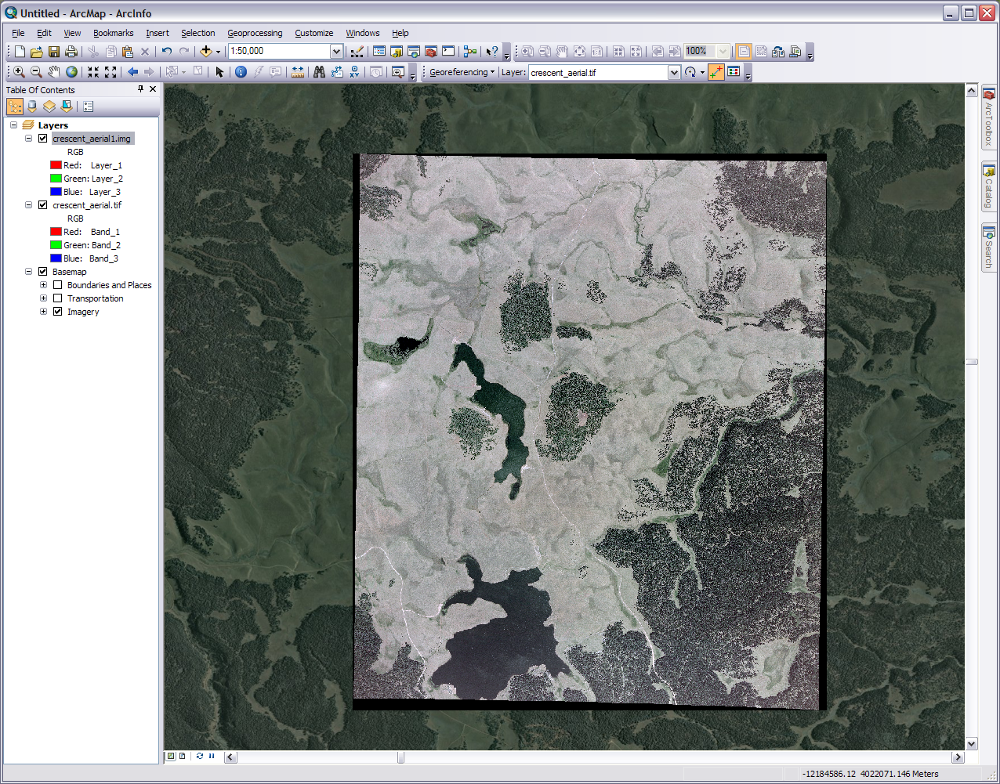 Untitled - ArcMap - ArcInfo
File Edit View Bookmarks Insert Selection Geoprocessing Customize Windows Help
1:50,000 100%
Georeferencing Layer: crescent_aerial.tif
Table Of Contents
Layers
crescent_aerial1.img
RGB
Red: Layer_1
Green: Layer_2
Blue: Layer_3
crescent_aerial.tif
RGB
Red: Band_1
Green: Band_2
Blue: Band_3
Basemap
Boundaries and Places
Transportation
Imagery
ArcToolbox
Catalog
Search
-12184586.12 4022071.146 Meters